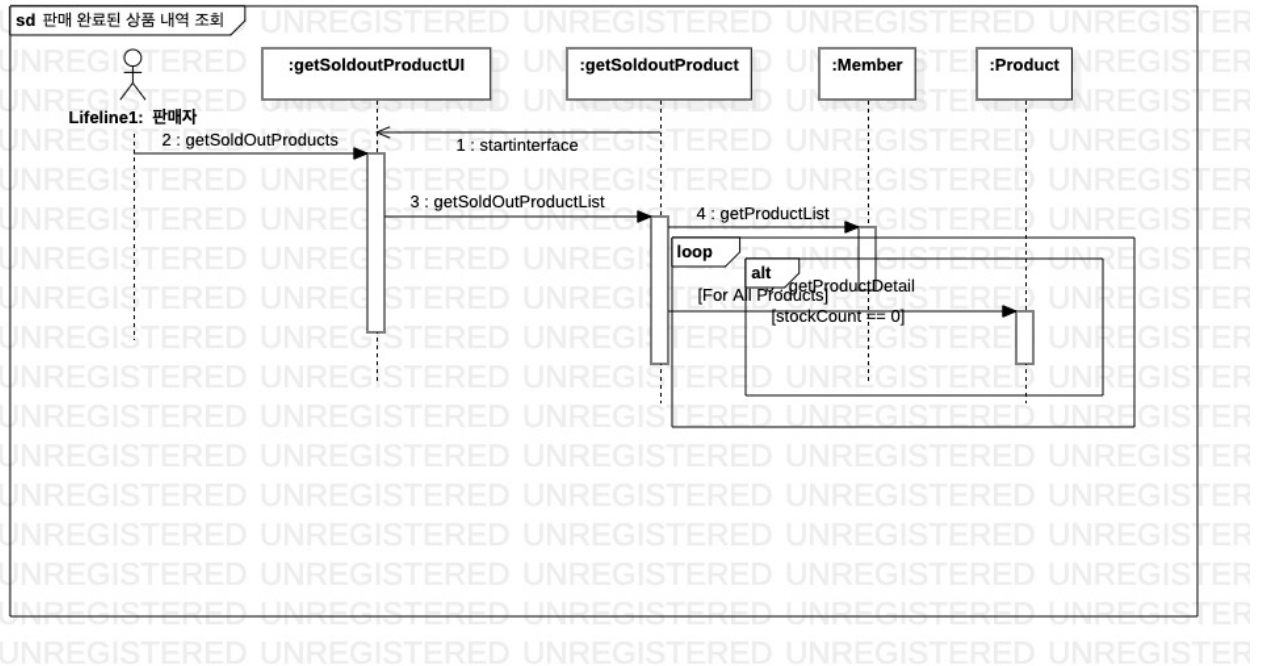 sd 판매 완료된 상품 내역 조회
:getSoldoutProductUI
:getSoldoutProduct
:Member
:Product
Lifeline1: 판매자
2 : getSoldOutProducts
1 : startinterface
3 : getSoldOutProductList
4 : getProductList
loop
alt
getProductDetail
[For All Products]
[stockCount == 0]
UNREGISTERED